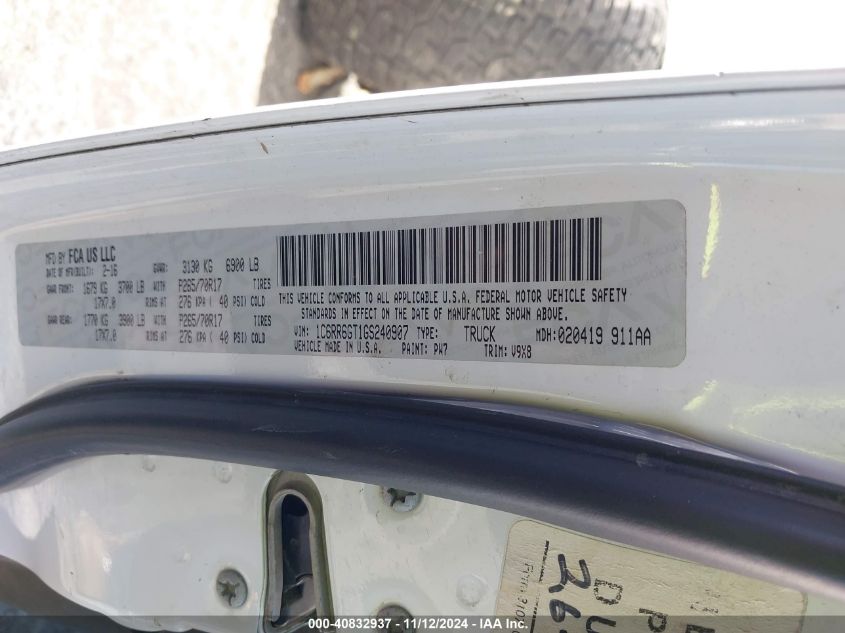 MFD BY FCA US LLC
DATE OF MFR(BUILT): 2-16 GVWR: 3130 KG 6900 LB
GAWR FRONT: 1679 KG 3700 LB P265/70R17 TIRES
17X7.0 RIMS AT 276 KPA ( 40 PSI) COLD
GAWR REAR: 1770 KG 3900 LB P265/70R17 TIRES
17X7.0 RIMS AT 276 KPA ( 40 PSI) COLD
THIS VEHICLE CONFORMS TO ALL APPLICABLE U.S.A. FEDERAL MOTOR VEHICLE SAFETY
STANDARDS IN EFFECT ON THE DATE OF MANUFACTURE SHOWN ABOVE.
VIN: 1C6RR6GT1GS240907 TYPE: TRUCK MDH: 020419 911AA
VEHICLE MADE IN U.S.A. PAINT: PW7 TRIM: V9X8
000-40832937 - 11/12/2024 - IAA Inc.